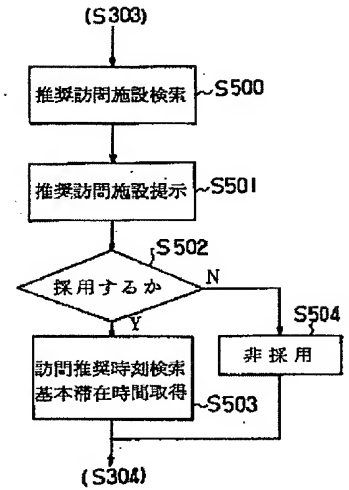 (S303)
推奨訪問施設検索 S500
推奨訪問施設提示 S501
S502
採用するか N
Y
S504
非採用
訪問推奨時刻検索
基本滞在時間取得 S503
(S304)